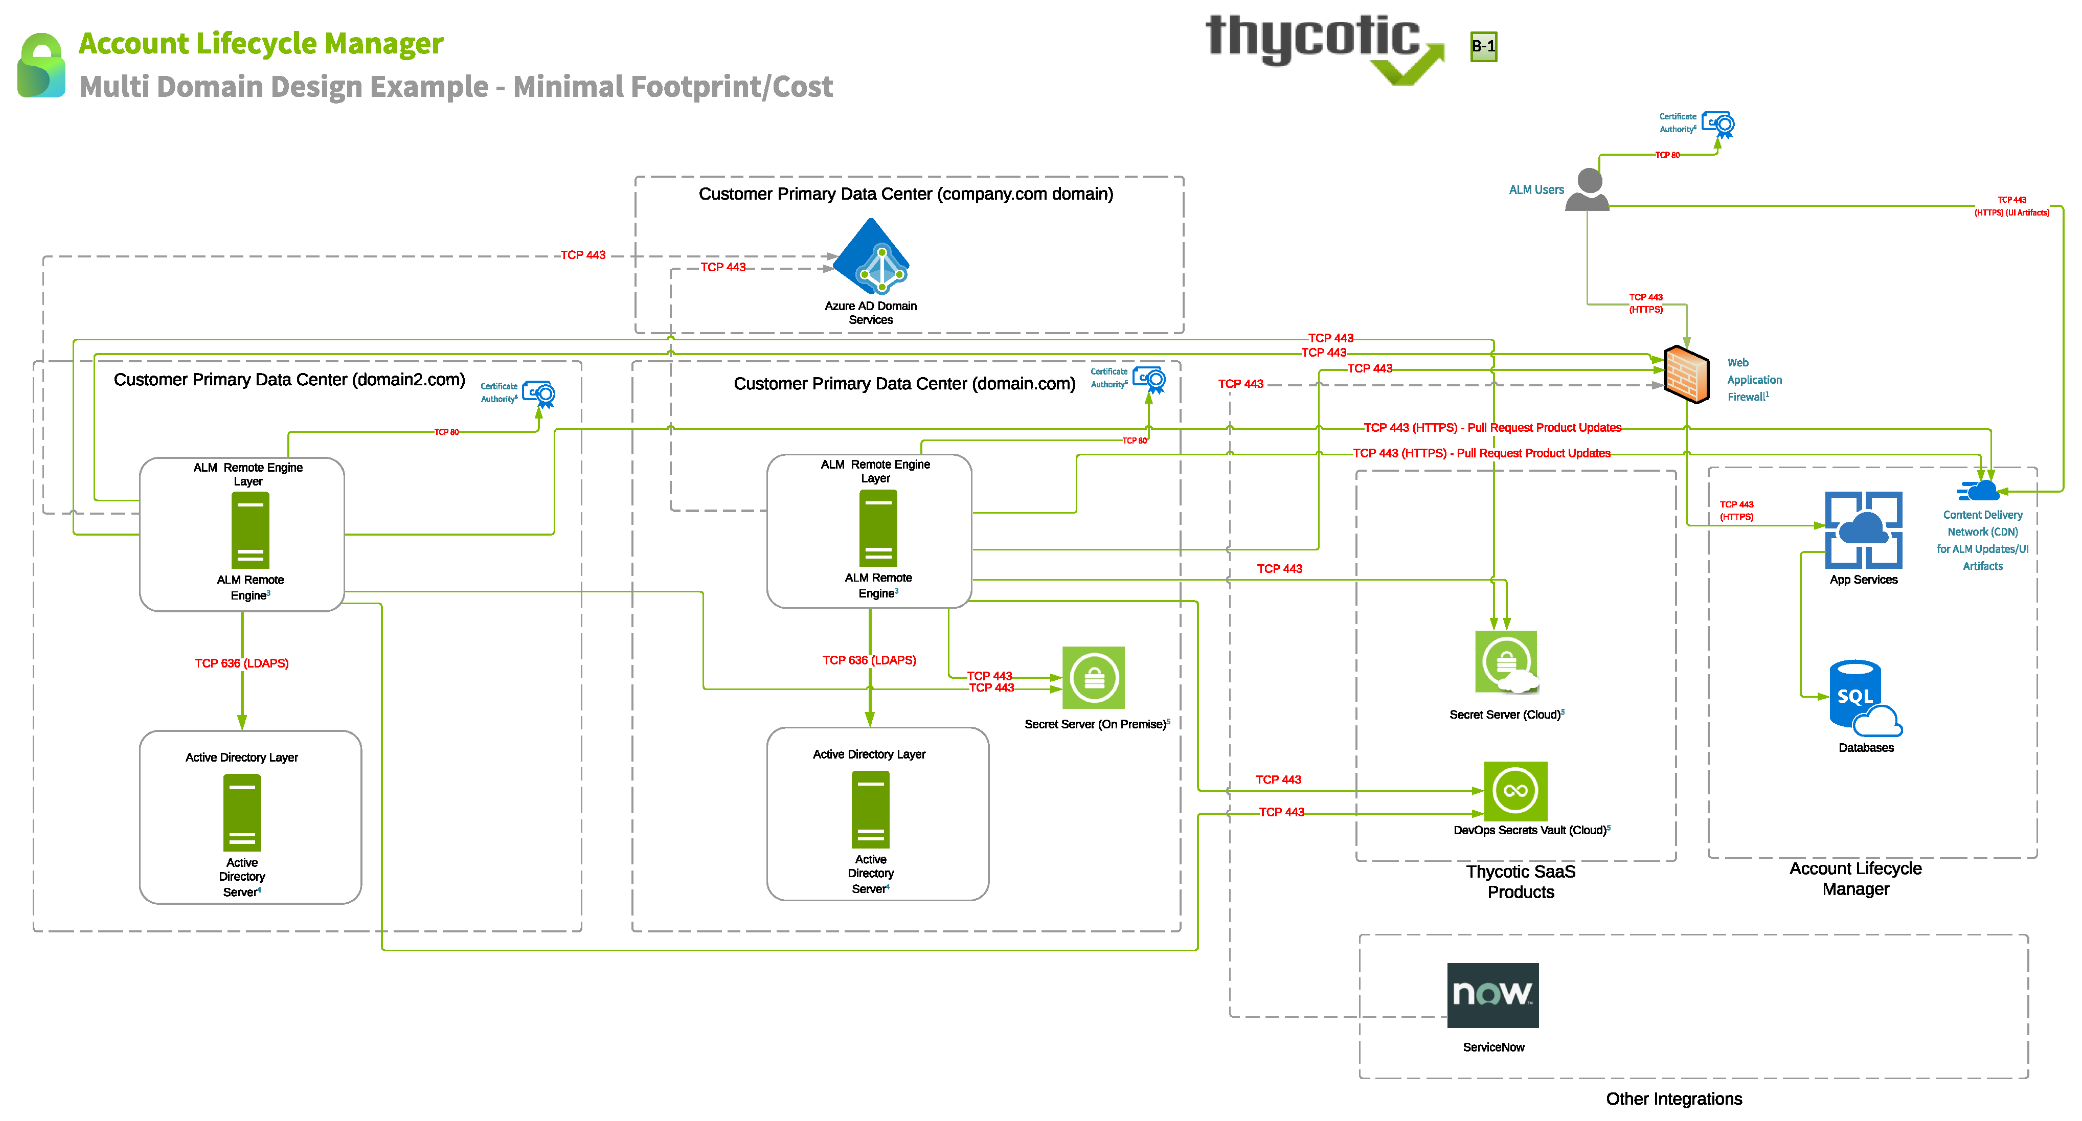 Account Lifecycle Manager
Multi Domain Design Example - Minimal Footprint/Cost
thycotic
B-1
Certificate
Authority⁶
TCP 80
ALM Users
TCP 443
(HTTPS) (UI Artifacts)
TCP 443
(HTTPS)
Customer Primary Data Center (company.com domain)
TCP 443
TCP 443
Azure AD Domain
Services
TCP 443
TCP 443
TCP 443
TCP 443
Web
Application
Firewall¹
Customer Primary Data Center (domain2.com)
Certificate
Authority⁶
TCP 80
ALM Remote Engine
Layer
ALM Remote
Engine³
TCP 636 (LDAPS)
Active Directory Layer
Active
Directory
Server⁴
Customer Primary Data Center (domain.com)
Certificate
Authority⁶
TCP 80
ALM Remote Engine
Layer
ALM Remote
Engine³
TCP 636 (LDAPS)
TCP 443
TCP 443
Secret Server (On Premise)⁵
Active Directory Layer
Active
Directory
Server⁴
TCP 443 (HTTPS) - Pull Request Product Updates
TCP 443 (HTTPS) - Pull Request Product Updates
TCP 443
TCP 443
TCP 443
Secret Server (Cloud)⁵
DevOps Secrets Vault (Cloud)⁵
Thycotic SaaS
Products
TCP 443
(HTTPS)
App Services
Content Delivery
Network (CDN)
for ALM Updates/UI
Artifacts
SQL
Databases
Account Lifecycle
Manager
now
ServiceNow
Other Integrations